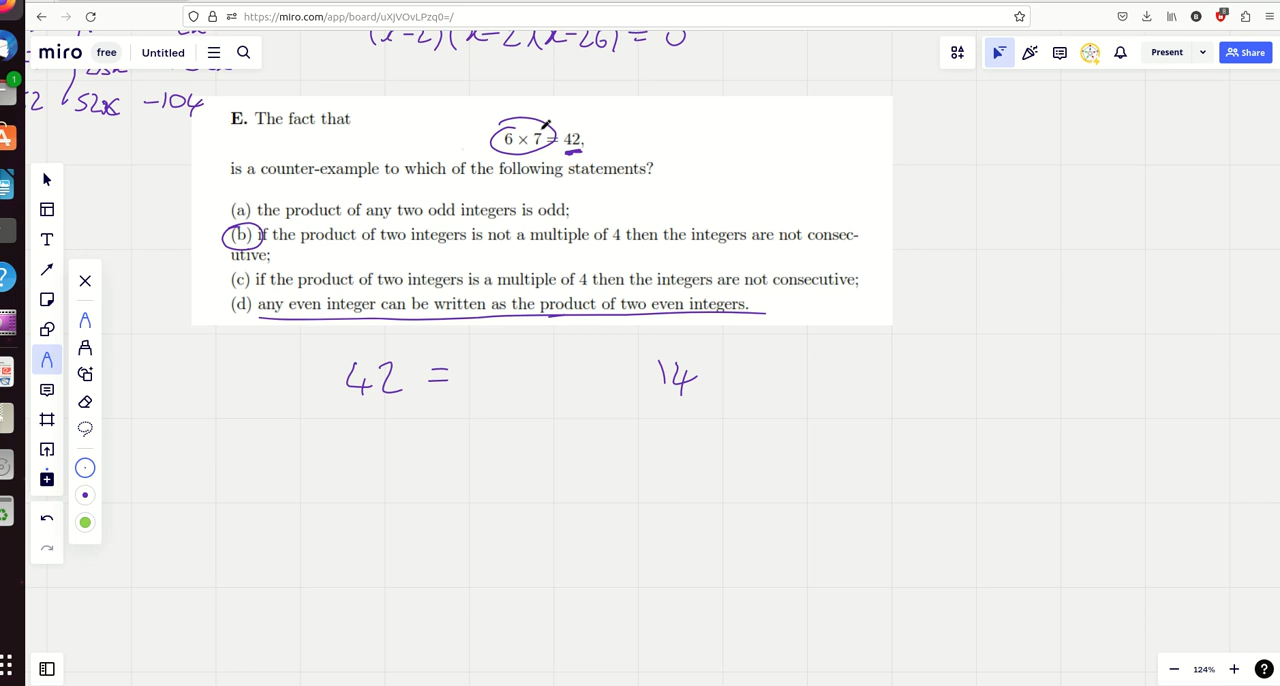 https://miro.com/app/board/uXjVOvLPzq0=/
(x-2)(x-2)(x-26) = 0
miro free Untitled
Present Share
52x -104
E. The fact that
6 × 7 = 42,
is a counter-example to which of the following statements?
(a) the product of any two odd integers is odd;
(b) if the product of two integers is not a multiple of 4 then the integers are not consec-
utive;
(c) if the product of two integers is a multiple of 4 then the integers are not consecutive;
(d) any even integer can be written as the product of two even integers.
42 = 14
124%